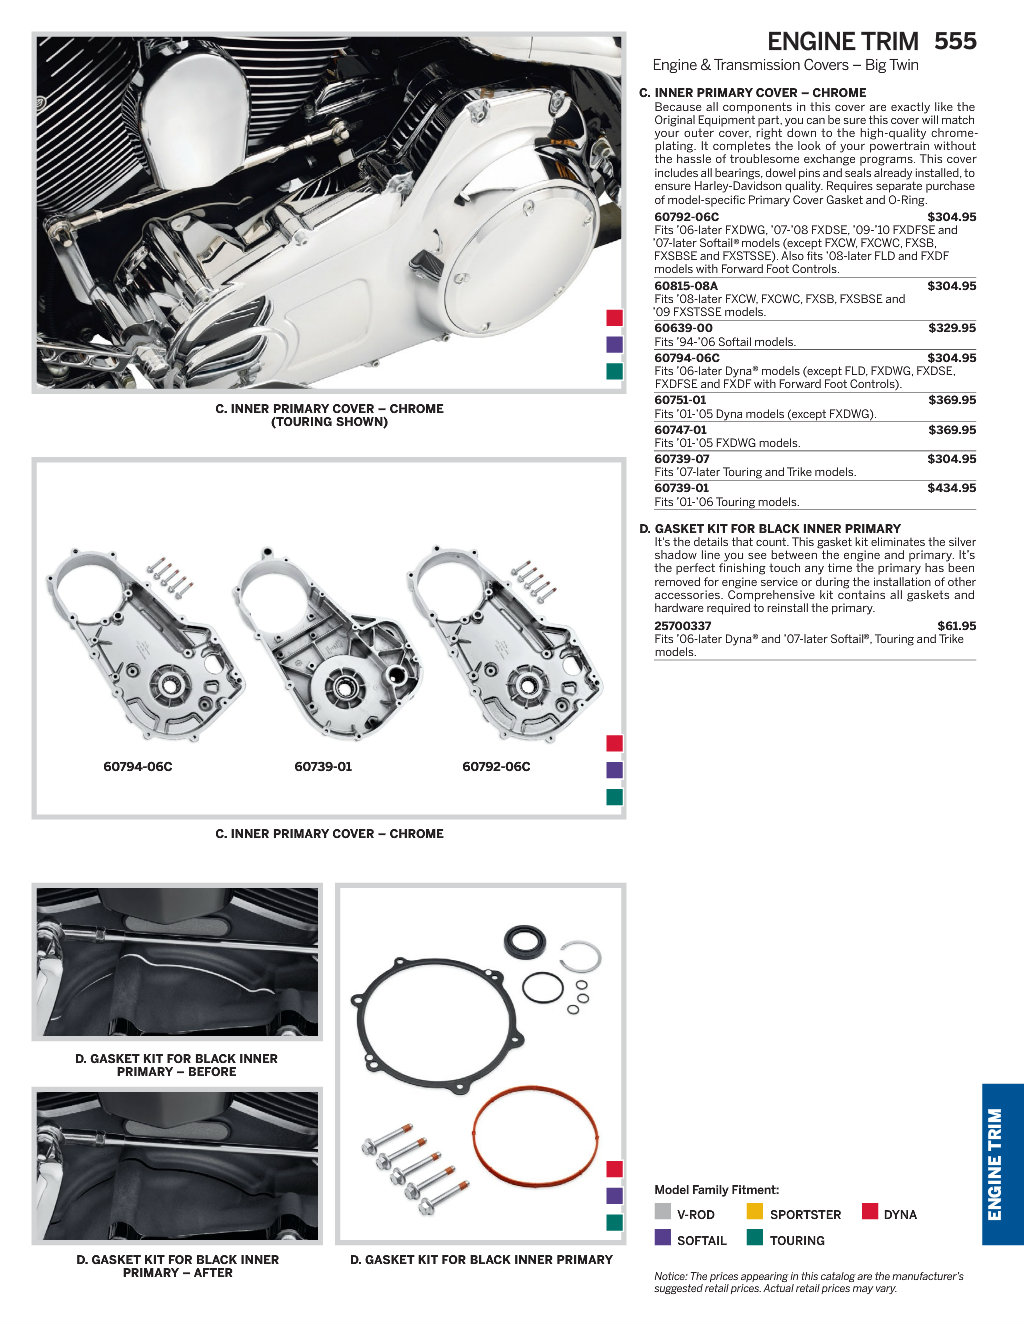 ENGINE TRIM 555
Engine & Transmission Covers – Big Twin
C. INNER PRIMARY COVER – CHROME
Because all components in this cover are exactly like the
Original Equipment part, you can be sure this cover will match
your outer cover, right down to the high-quality chrome-
plating. It completes the look of your powertrain without
the hassle of troublesome exchange programs. This cover
includes all bearings, dowel pins and seals already installed, to
ensure Harley-Davidson quality. Requires separate purchase
of model-specific Primary Cover Gasket and O-Ring.
60792-06C $304.95
Fits ’06-later FXDWG, ’07-’08 FXDSE, ’09-’10 FXDFSE and
’07-later Softail® models (except FXCW, FXCWC, FXSB,
FXSBSE and FXSTSSE). Also fits ’08-later FLD and FXDF
models with Forward Foot Controls.
60815-08A $304.95
Fits ’08-later FXCW, FXCWC, FXSB, FXSBSE and
’09 FXSTSSE models.
60639-00 $329.95
Fits ’94-’06 Softail models.
60794-06C $304.95
Fits ’06-later Dyna® models (except FLD, FXDWG, FXDSE,
FXDFSE and FXDF with Forward Foot Controls).
60751-01 $369.95
Fits ’01-’05 Dyna models (except FXDWG).
60747-01 $369.95
Fits ’01-’05 FXDWG models.
60739-07 $304.95
Fits ’07-later Touring and Trike models.
60739-01 $434.95
Fits ’01-’06 Touring models.
D. GASKET KIT FOR BLACK INNER PRIMARY
It’s the details that count. This gasket kit eliminates the silver
shadow line you see between the engine and primary. It’s
the perfect finishing touch any time the primary has been
removed for engine service or during the installation of other
accessories. Comprehensive kit contains all gaskets and
hardware required to reinstall the primary.
25700337 $61.95
Fits ’06-later Dyna® and ’07-later Softail®, Touring and Trike
models.
C. INNER PRIMARY COVER – CHROME
(TOURING SHOWN)
60794-06C 60739-01 60792-06C
C. INNER PRIMARY COVER – CHROME
D. GASKET KIT FOR BLACK INNER
PRIMARY – BEFORE
D. GASKET KIT FOR BLACK INNER
PRIMARY – AFTER
D. GASKET KIT FOR BLACK INNER PRIMARY
ENGINE TRIM
Model Family Fitment:
V-ROD SPORTSTER DYNA
SOFTAIL TOURING
Notice: The prices appearing in this catalog are the manufacturer’s
suggested retail prices. Actual retail prices may vary.